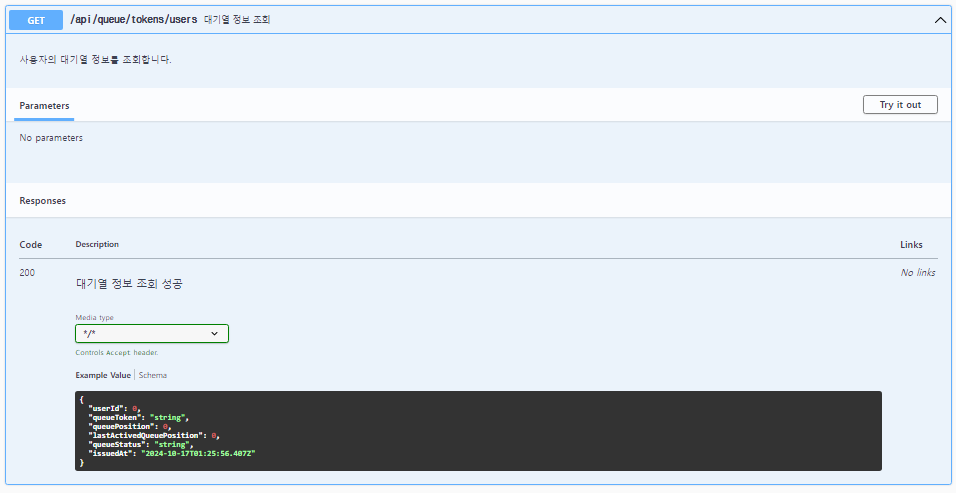 GET /api/queue/tokens/users 대기열 정보 조회
사용자의 대기열 정보를 조회합니다.
Parameters Try it out
No parameters
Responses
Code Description Links
200 대기열 정보 조회 성공 No links
Media type
*/*
Controls Accept header.
Example Value | Schema
{
"userId": 0,
"queueToken": "string",
"queuePosition": 0,
"lastActivedQueuePosition": 0,
"queueStatus": "string",
"issuedAt": "2024-10-17T01:25:56.407Z"
}